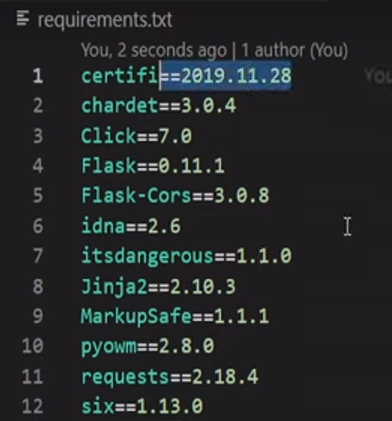 requirements.txt
You, 2 seconds ago | 1 author (You)
1 certifi==2019.11.28 You
2 chardet==3.0.4
3 Click==7.0
4 Flask==0.11.1
5 Flask-Cors==3.0.8
6 idna==2.6
7 itsdangerous==1.1.0
8 Jinja2==2.10.3
9 MarkupSafe==1.1.1
10 pyowm==2.8.0
11 requests==2.18.4
12 six==1.13.0